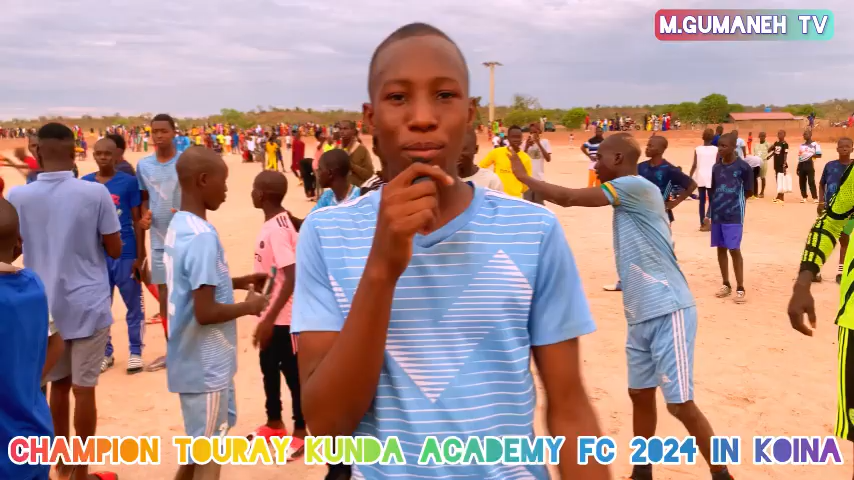 M.GUMANEH TV
CHAMPION TOURAY KUNDA ACADEMY FC 2024 IN KOINA